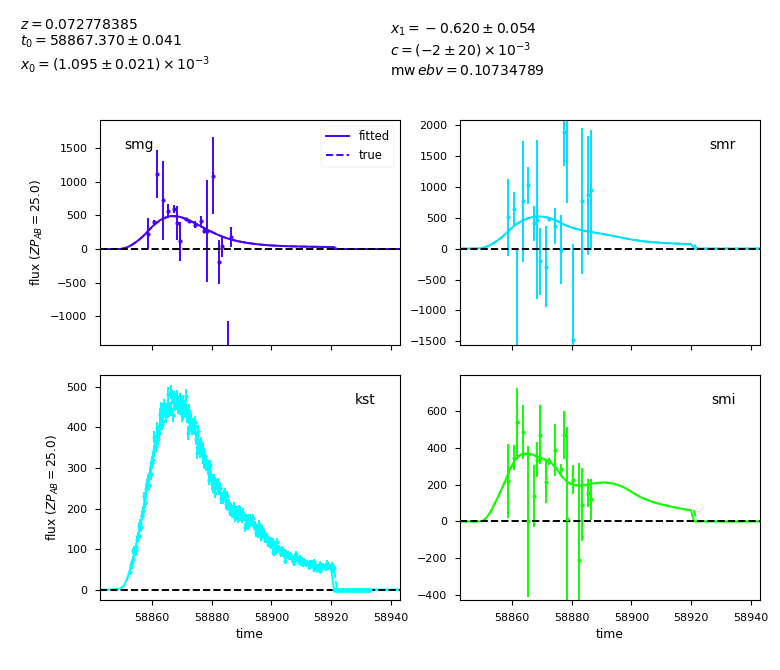 z = 0.072778385
t₀ = 58867.370 ± 0.041
x₀ = (1.095 ± 0.021) × 10⁻³
x₁ = −0.620 ± 0.054
c = (−2 ± 20) × 10⁻³
mw ebv = 0.10734789
smg
fitted
true
1500
1000
500
0
−500
−1000
flux (ZP_AB = 25.0)
smr
2000
1500
1000
500
0
−500
−1000
−1500
kst
500
400
300
200
100
0
flux (ZP_AB = 25.0)
58860 58880 58900 58920 58940
time
smi
600
400
200
0
−200
−400
58860 58880 58900 58920 58940
time